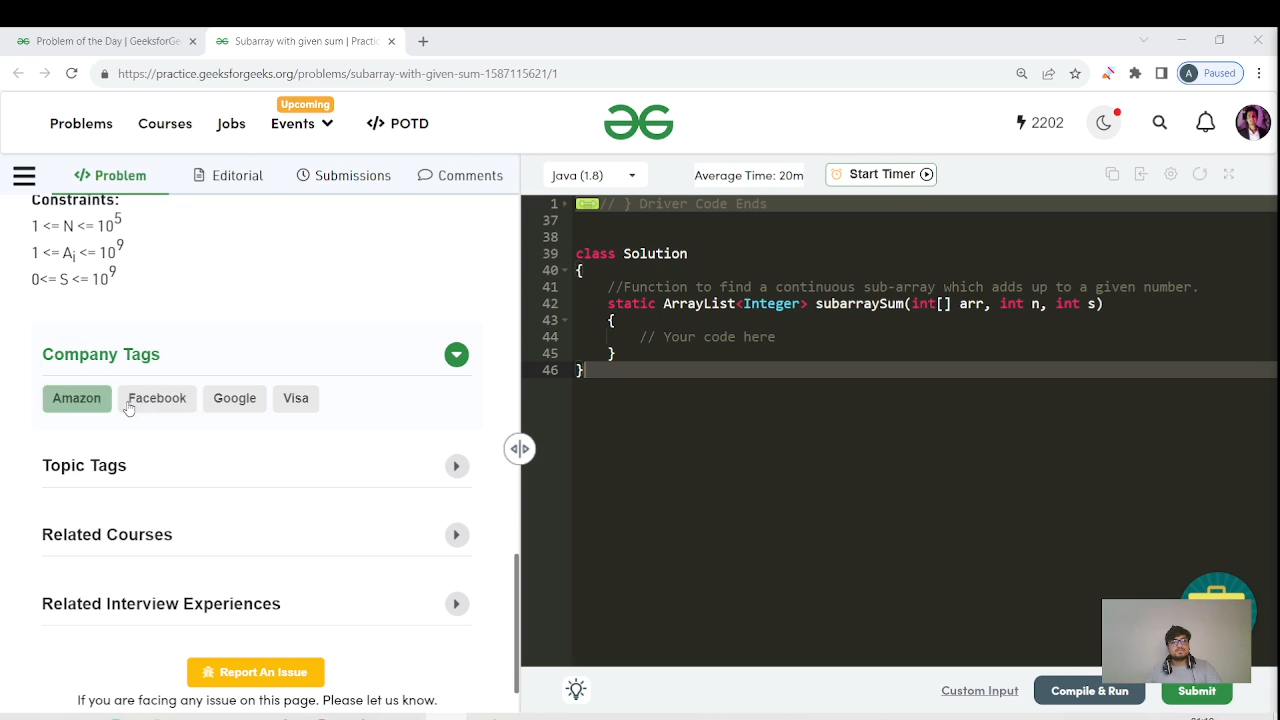 Problem of the Day | GeeksforGe
Subarray with given sum | Practic
https://practice.geeksforgeeks.org/problems/subarray-with-given-sum-1587115621/1
A Paused
Problems
Courses
Jobs
Upcoming
Events
</> POTD
2202
</> Problem
Editorial
Submissions
Comments
Java (1.8)
Average Time: 20m
Start Timer
Constraints:
1 <= N <= 10^5
1 <= Ai <= 10^9
0<= S <= 10^9
Company Tags
Amazon Facebook Google Visa
Topic Tags
Related Courses
Related Interview Experiences
Report An Issue
If you are facing any issue on this page. Please let us know.
1 // } Driver Code Ends
37
38
39 class Solution
40 {
41 //Function to find a continuous sub-array which adds up to a given number.
42 static ArrayList<Integer> subarraySum(int[] arr, int n, int s)
43 {
44 // Your code here
45 }
46 }
Custom Input
Compile & Run
Submit